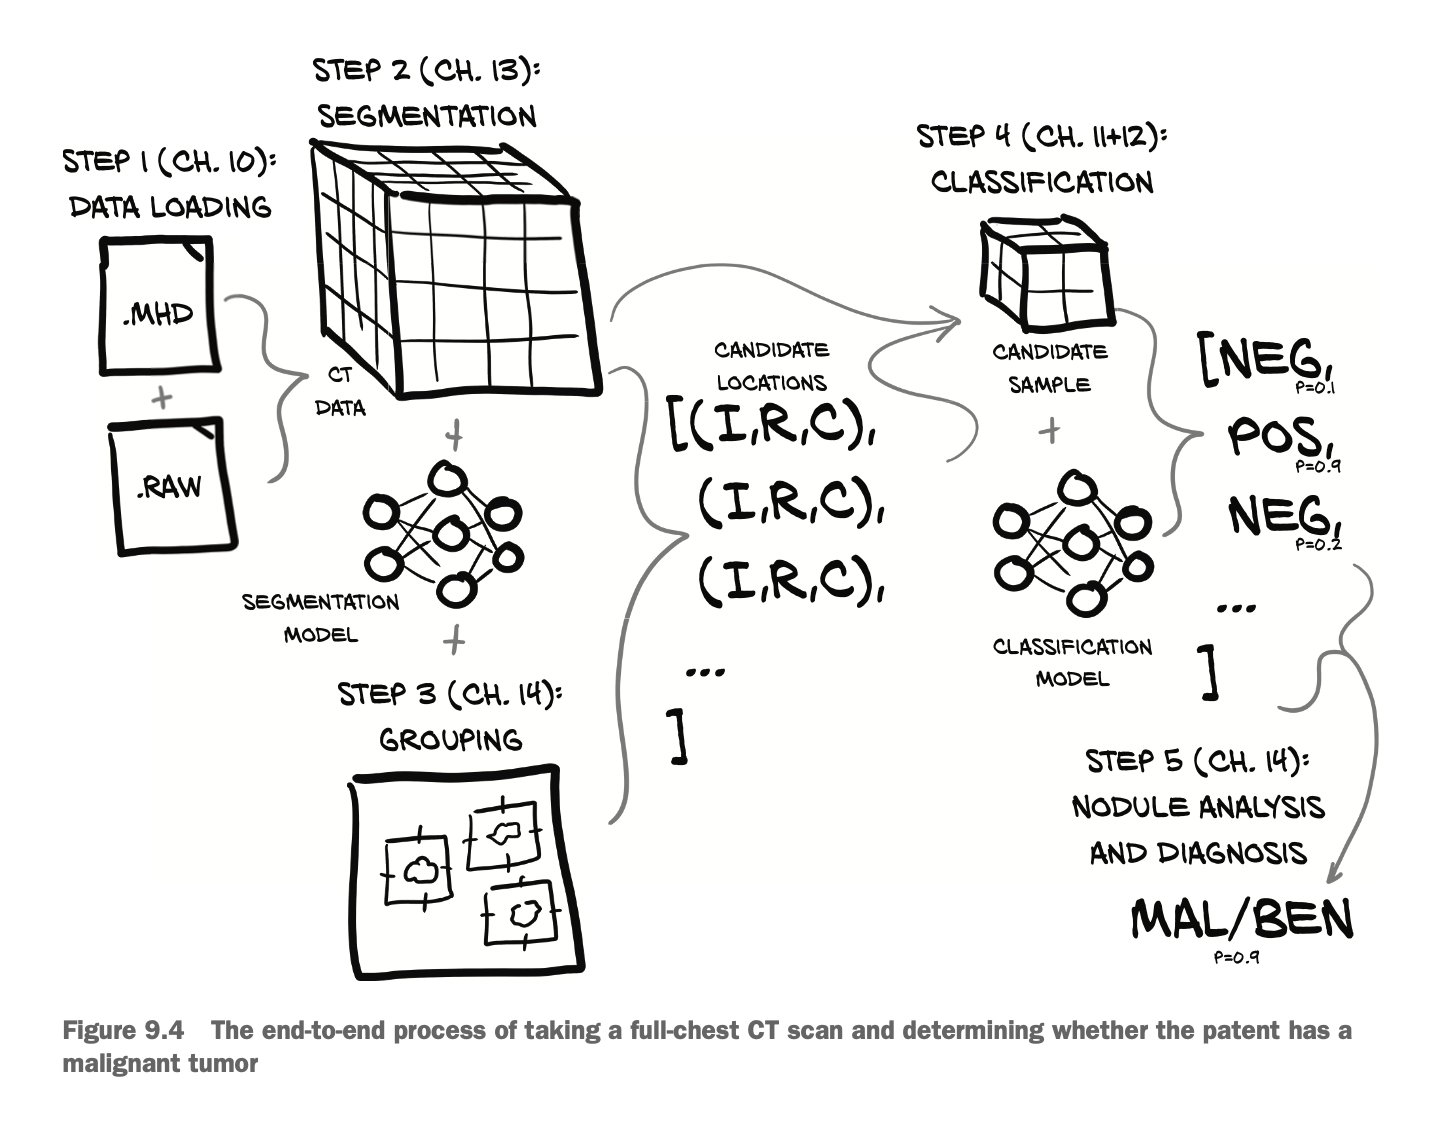 STEP 1 (CH. 10):
DATA LOADING
.MHD
+
.RAW
STEP 2 (CH. 13):
SEGMENTATION
CT
DATA
+
SEGMENTATION
MODEL
+
STEP 3 (CH. 14):
GROUPING
CANDIDATE
LOCATIONS
[(I,R,C),
(I,R,C),
(I,R,C),
...
]
STEP 4 (CH. 11+12):
CLASSIFICATION
CANDIDATE
SAMPLE
+
CLASSIFICATION
MODEL
[NEG,
P=0.1
POS,
P=0.9
NEG,
P=0.2
...
]
STEP 5 (CH. 14):
NODULE ANALYSIS
AND DIAGNOSIS
MAL/BEN
P=0.9
Figure 9.4 The end-to-end process of taking a full-chest CT scan and determining whether the patent has a
malignant tumor